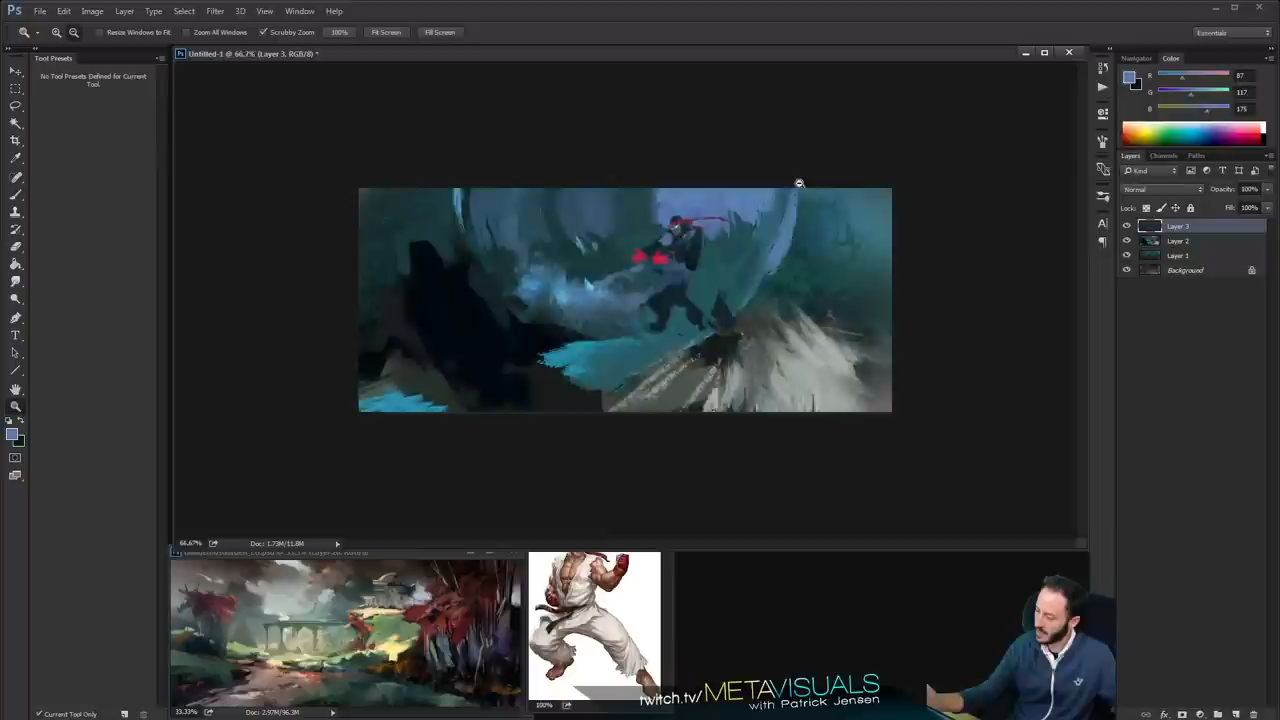 Ps File Edit Image Layer Type Select Filter 3D View Window Help
Resize Windows to Fit Zoom All Windows Scrubby Zoom 100% Fit Screen Fill Screen Essentials
Tool Presets
No Tool Presets Defined for Current
Tool.
Untitled-1 @ 66.7% (Layer 3, RGB/8) *
Navigator Color
R 87
G 117
B 175
Layers Channels Paths
Kind
Normal Opacity: 100%
Lock: Fill: 100%
Layer 3
Layer 2
Layer 1
Background
66.67% Doc: 1.73M/11.8M
33.33% Doc: 2.97M/96.3M
100%
twitch.tv/METAVISUALS
with Patrick Jensen
Current Tool Only